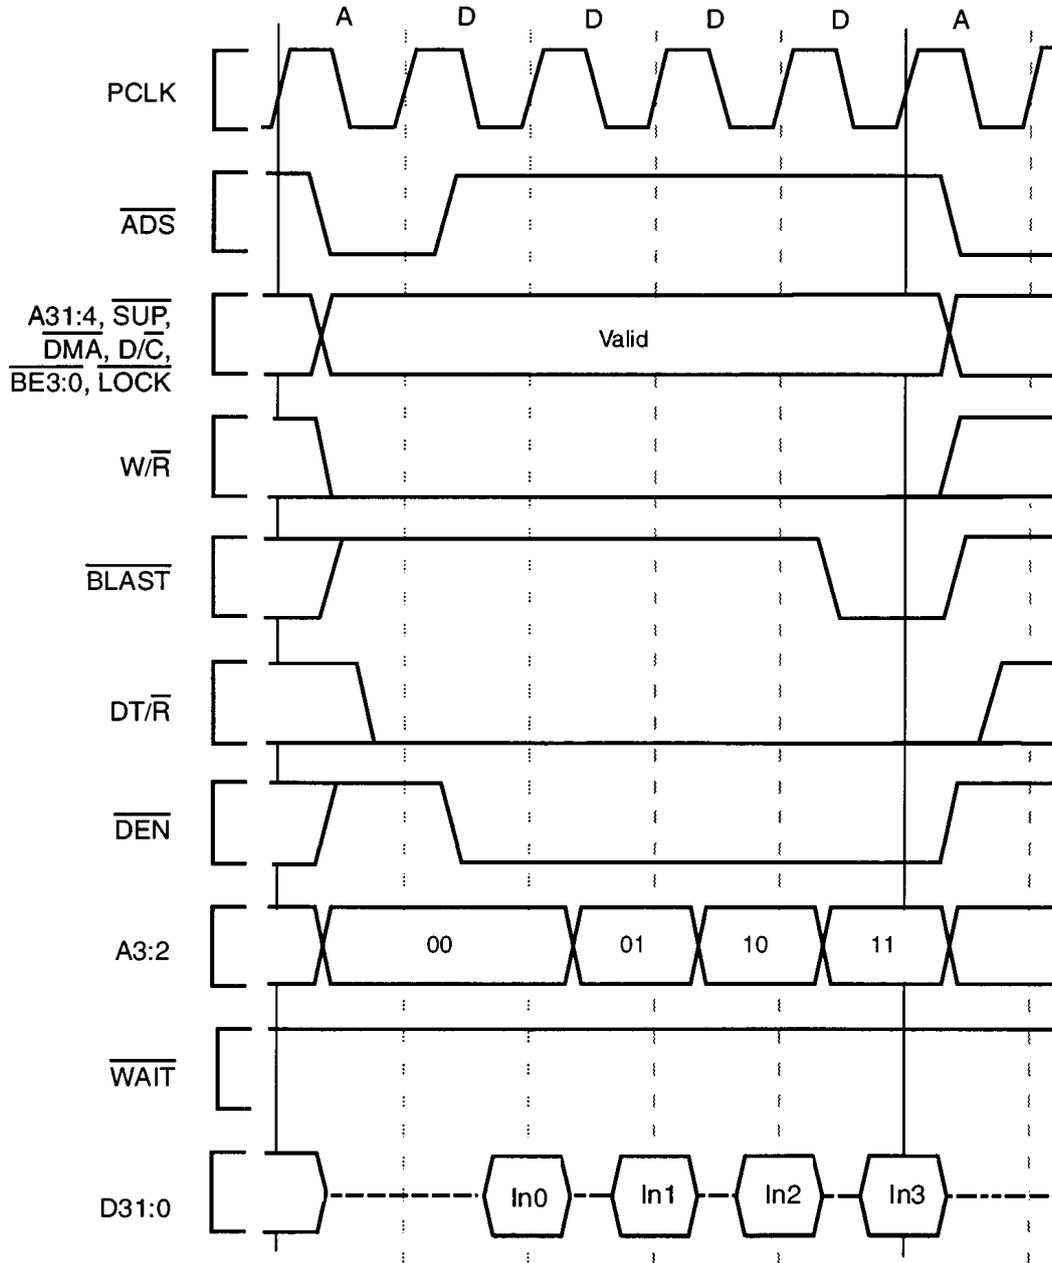 A D D D D A
PCLK
ADS
A31:4, SUP,
DMA, D/C,
BE3:0, LOCK
Valid
W/R
BLAST
DT/R
DEN
A3:2
00 01 10 11
WAIT
D31:0
In0 In1 In2 In3